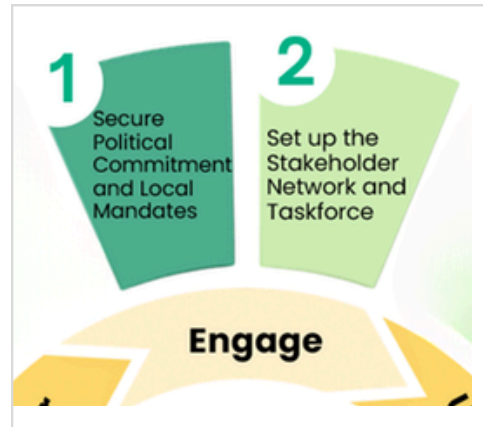 1
Secure
Political
Commitment
and Local
Mandates
2
Set up the
Stakeholder
Network and
Taskforce
Engage